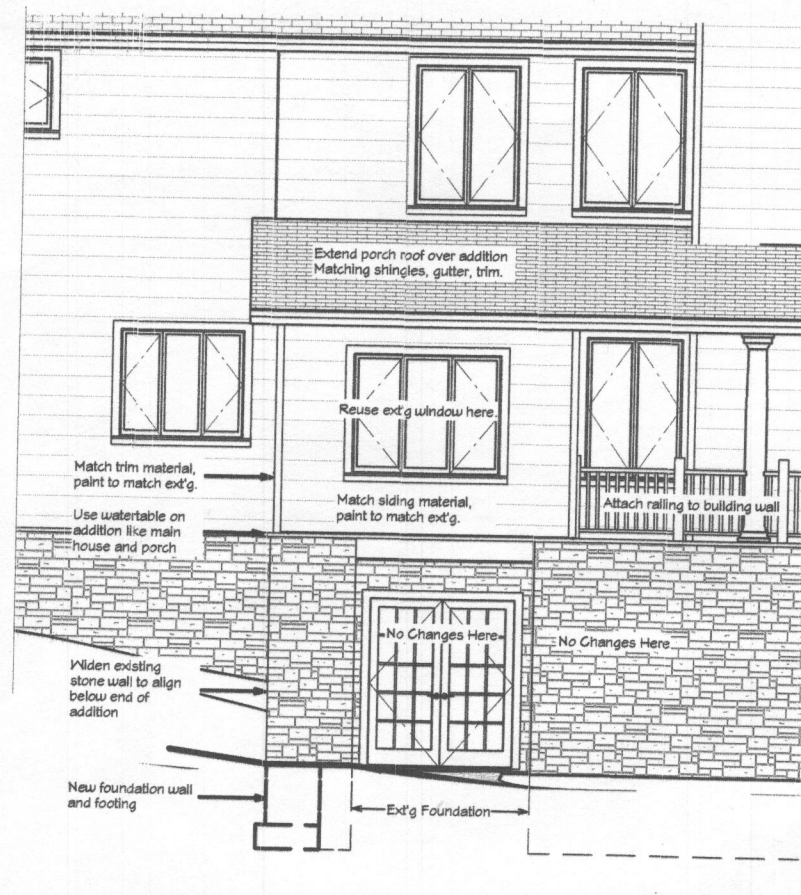 Extend porch roof over addition
Matching shingles, gutter, trim.
Reuse ext'g window here.
Match trim material,
paint to match ext'g.
Match siding material,
paint to match ext'g.
Attach railing to building wall
Use watertable on
addition like main
house and porch
No Changes Here
No Changes Here
Widen existing
stone wall to align
below end of
addition
New foundation wall
and footing
Ext'g Foundation